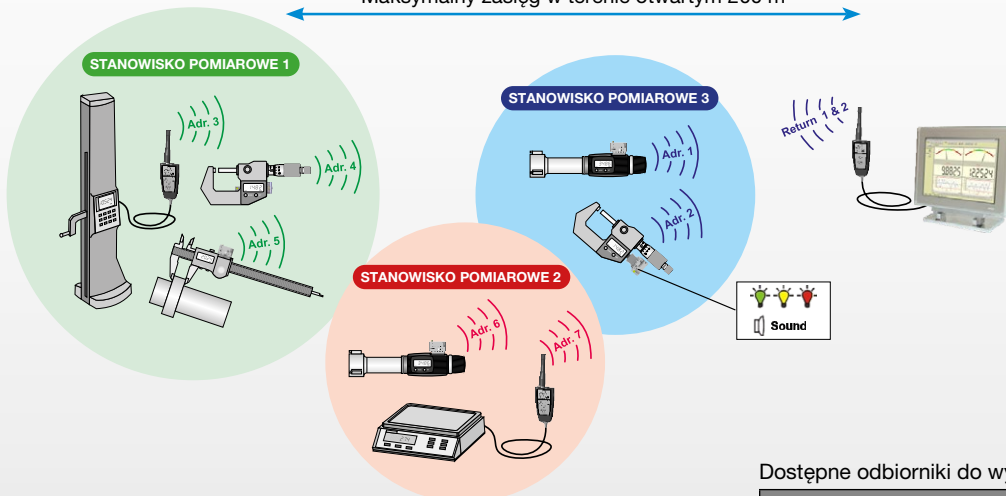 STANOWISKO POMIAROWE 1
Adr. 3
Adr. 4
Adr. 5
STANOWISKO POMIAROWE 3
Adr. 1
Adr. 2
Return 1 & 2
Sound
STANOWISKO POMIAROWE 2
Adr. 6
Adr. 7
Dostępne odbiorniki do